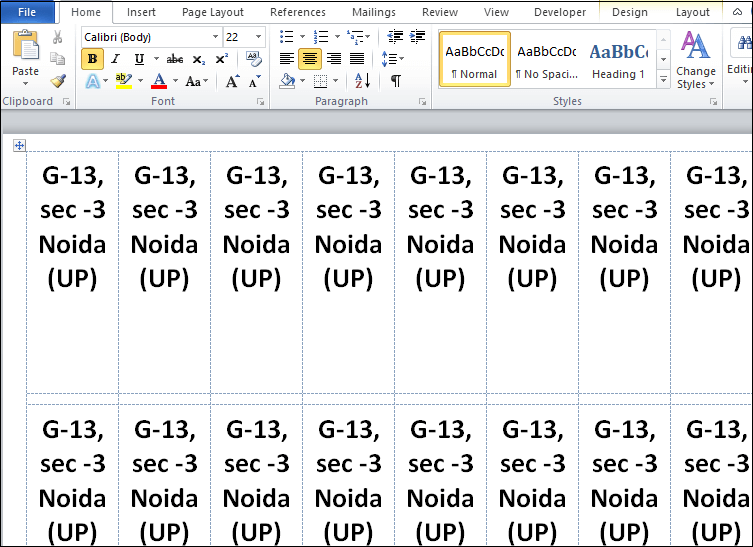 File Home Insert Page Layout References Mailings Review View Developer Design Layout
Calibri (Body) 22 AaBbCcDc AaBbCcDc AaBbCc
Paste B I U abc x₂ x² ¶ Normal ¶ No Spaci... Heading 1 Change Styles Editin
A ab A Aa A A A Z ¶
Clipboard Font Paragraph Styles
G-13, G-13, G-13, G-13, G-13, G-13, G-13, G-13,
sec -3 sec -3 sec -3 sec -3 sec -3 sec -3 sec -3 sec -3
Noida Noida Noida Noida Noida Noida Noida Noida
(UP) (UP) (UP) (UP) (UP) (UP) (UP) (UP)
G-13, G-13, G-13, G-13, G-13, G-13, G-13, G-13,
sec -3 sec -3 sec -3 sec -3 sec -3 sec -3 sec -3 sec -3
Noida Noida Noida Noida Noida Noida Noida Noida
(UP) (UP) (UP) (UP) (UP) (UP) (UP) (UP)